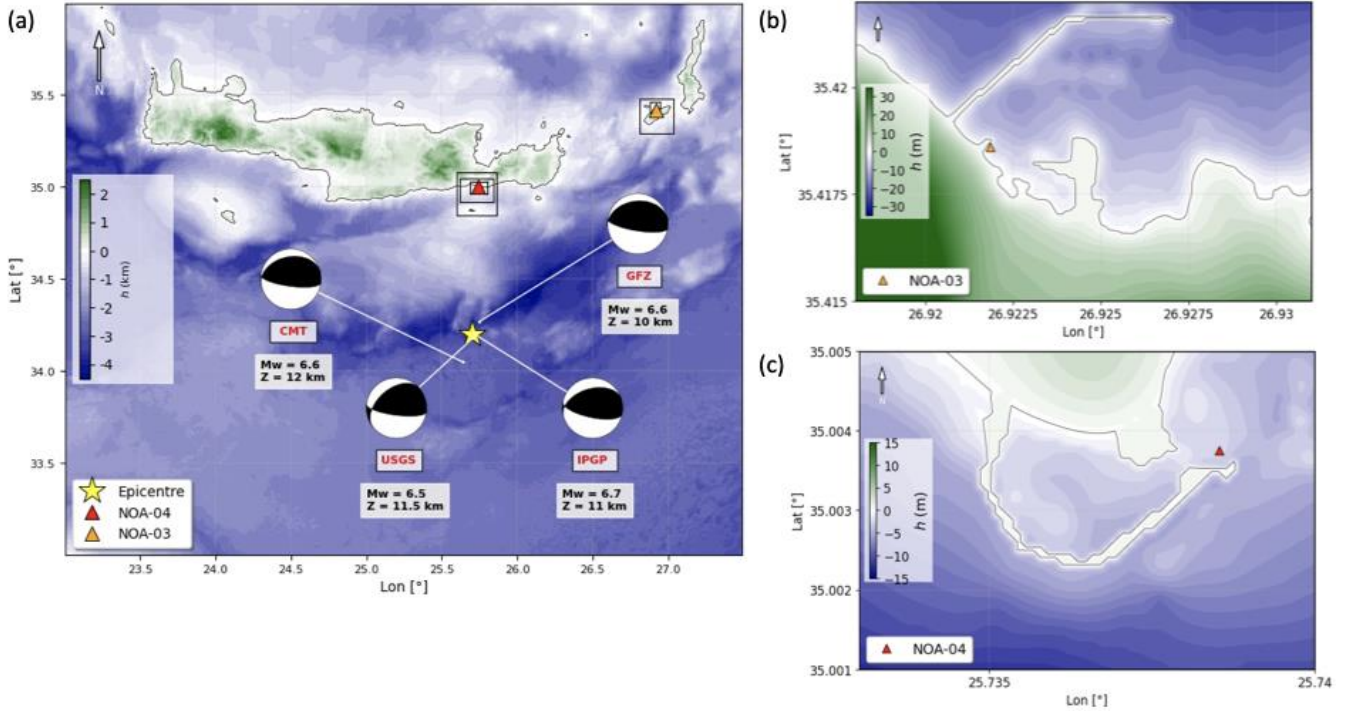 (a)
N
35.5
35.0
34.5
34.0
33.5
Lat [°]
2
1
0
-1
-2
-3
-4
h (km)
CMT
Mw = 6.6
Z = 12 km
GFZ
Mw = 6.6
Z = 10 km
USGS
Mw = 6.5
Z = 11.5 km
IPGP
Mw = 6.7
Z = 11 km
Epicentre
NOA-04
NOA-03
23.5 24.0 24.5 25.0 25.5 26.0 26.5 27.0
Lon [°]
(b)
35.42
35.4175
35.415
Lat [°]
30
20
10
0
−10
−20
−30
h (m)
NOA-03
26.92 26.9225 26.925 26.9275 26.93
Lon [°]
(c)
N
35.005
35.004
35.003
35.002
35.001
Lat [°]
15
10
5
0
−5
−10
−15
h (m)
NOA-04
25.735 25.74
Lon [°]